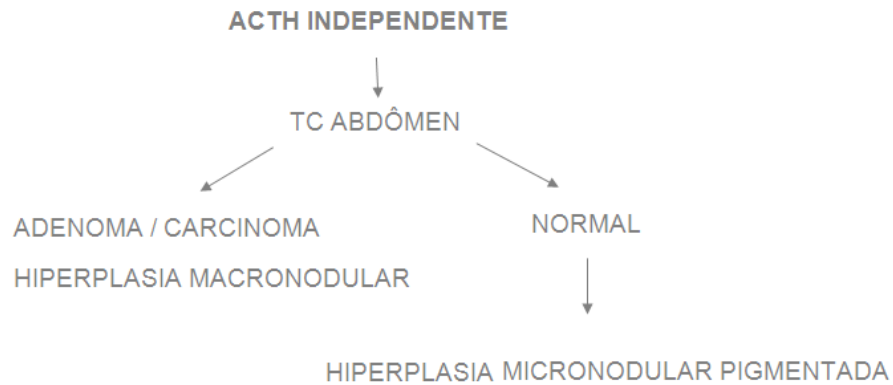 ACTH INDEPENDENTE
TC ABDÔMEN
ADENOMA / CARCINOMA
HIPERPLASIA MACRONODULAR
NORMAL
HIPERPLASIA MICRONODULAR PIGMENTADA